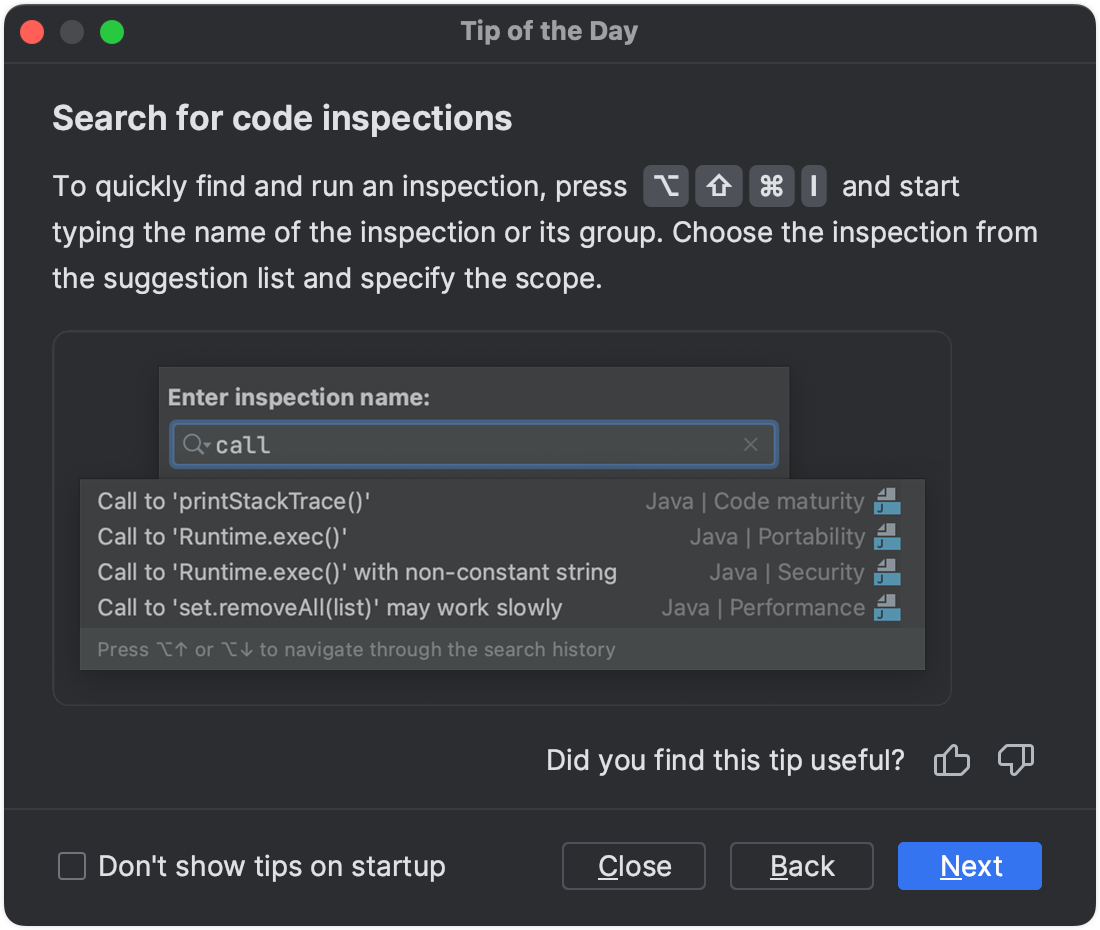 Tip of the Day
Search for code inspections
To quickly find and run an inspection, press ⌥ ⇧ ⌘ I and start
typing the name of the inspection or its group. Choose the inspection from
the suggestion list and specify the scope.
Enter inspection name:
call
Call to 'printStackTrace()' Java | Code maturity
Call to 'Runtime.exec()' Java | Portability
Call to 'Runtime.exec()' with non-constant string Java | Security
Call to 'set.removeAll(list)' may work slowly Java | Performance
Press ⌥↑ or ⌥↓ to navigate through the search history
Did you find this tip useful?
Don't show tips on startup Close Back Next